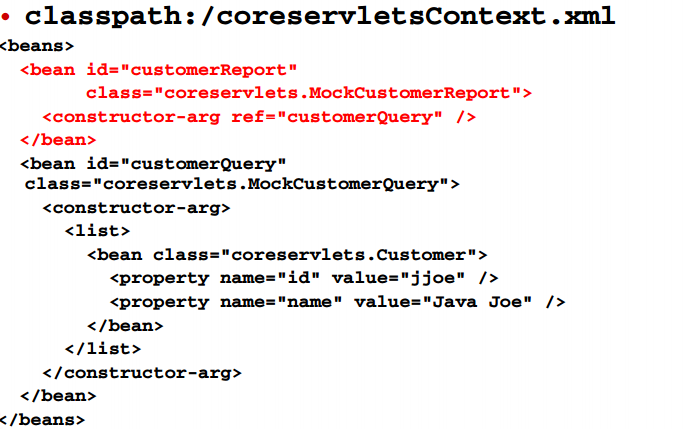 • classpath:/coreservletsContext.xml
<beans>
  <bean id="customerReport"
        class="coreservlets.MockCustomerReport">
    <constructor-arg ref="customerQuery" />
  </bean>
  <bean id="customerQuery"
  class="coreservlets.MockCustomerQuery">
    <constructor-arg>
      <list>
        <bean class="coreservlets.Customer">
          <property name="id" value="jjoe" />
          <property name="name" value="Java Joe" />
        </bean>
      </list>
    </constructor-arg>
  </bean>
</beans>